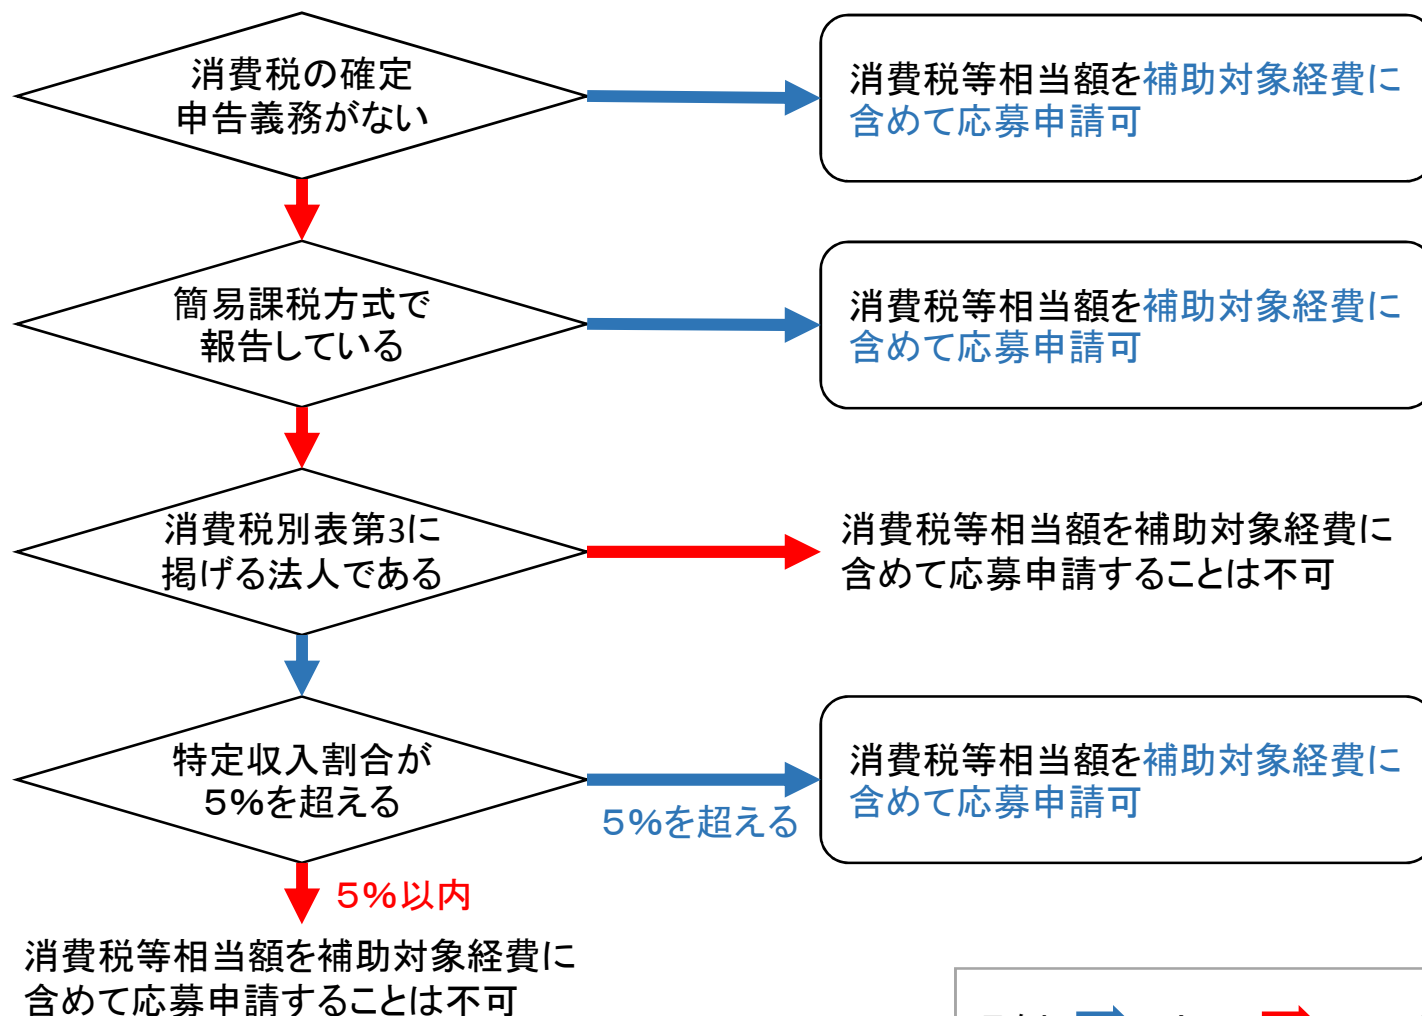 消費税の確定
申告義務がない
消費税等相当額を補助対象経費に
含めて応募申請可
簡易課税方式で
報告している
消費税等相当額を補助対象経費に
含めて応募申請可
消費税別表第3に
掲げる法人である
消費税等相当額を補助対象経費に
含めて応募申請することは不可
特定収入割合が
5%を超える
5%を超える
消費税等相当額を補助対象経費に
含めて応募申請可
5%以内
消費税等相当額を補助対象経費に
含めて応募申請することは不可